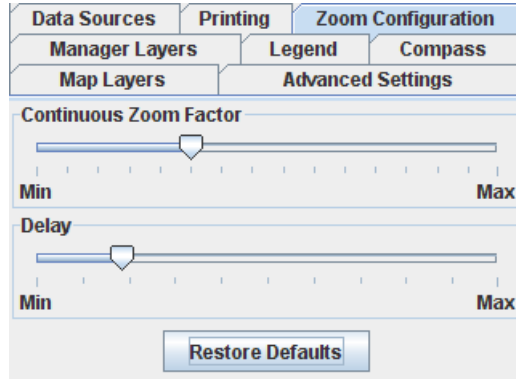 Data Sources Printing Zoom Configuration
Manager Layers Legend Compass
Map Layers Advanced Settings
Continuous Zoom Factor
Min Max
Delay
Min Max
Restore Defaults